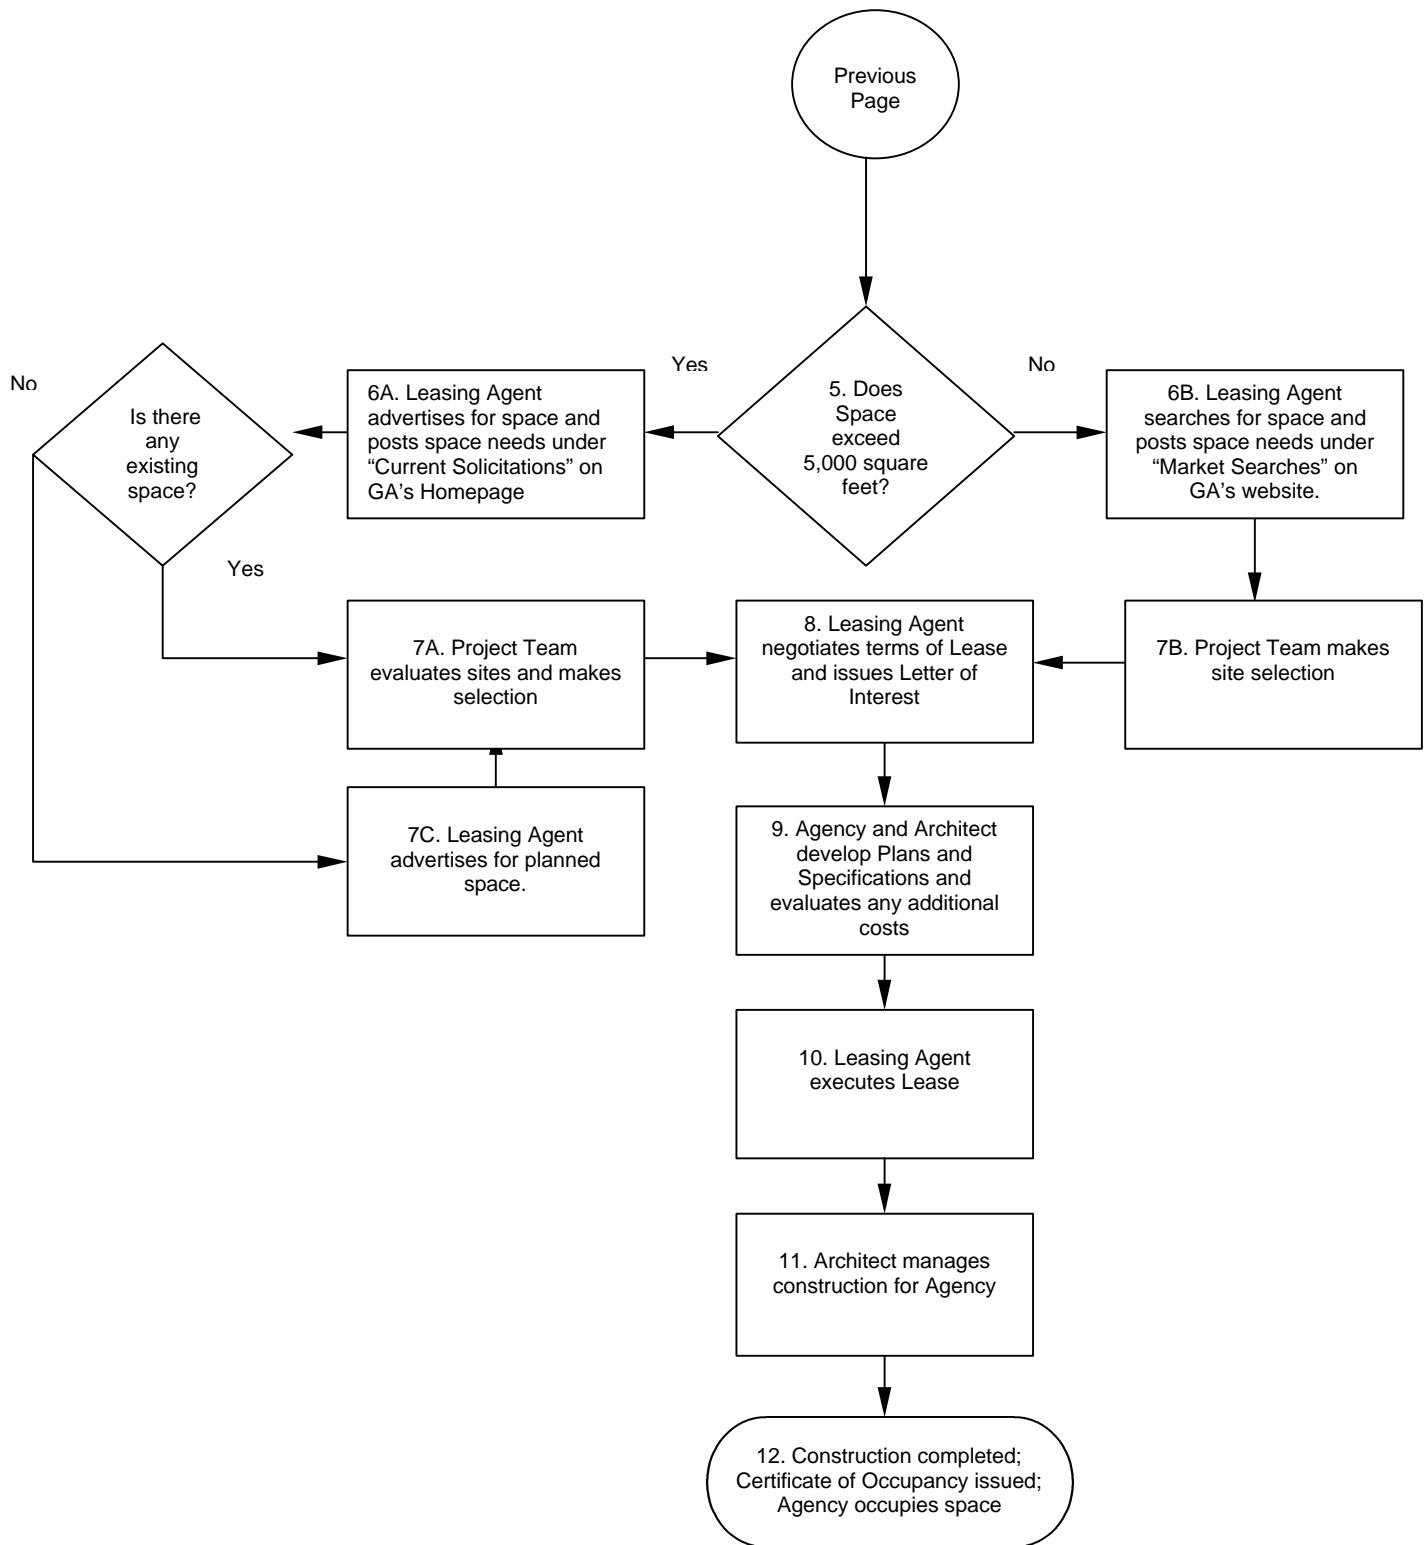 Previous
Page
Yes
No
No
5. Does
Space
exceed
5,000 square
feet?
6A. Leasing Agent
advertises for space and
posts space needs under
“Current Solicitations” on
GA’s Homepage
Is there
any
existing
space?
6B. Leasing Agent
searches for space and
posts space needs under
“Market Searches” on
GA’s website.
Yes
7A. Project Team
evaluates sites and makes
selection
8. Leasing Agent
negotiates terms of Lease
and issues Letter of
Interest
7B. Project Team makes
site selection
7C. Leasing Agent
advertises for planned
space.
9. Agency and Architect
develop Plans and
Specifications and
evaluates any additional
costs
10. Leasing Agent
executes Lease
11. Architect manages
construction for Agency
12. Construction completed;
Certificate of Occupancy issued;
Agency occupies space